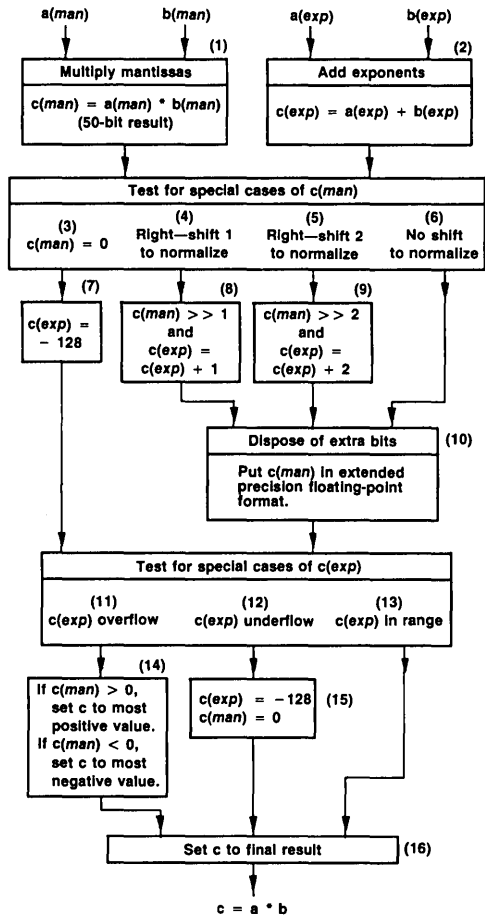 a(man) b(man) a(exp) b(exp)
(1) (2)
Multiply mantissas
c(man) = a(man) * b(man)
(50-bit result)
Add exponents
c(exp) = a(exp) + b(exp)
Test for special cases of c(man)
(3)
c(man) = 0
(4)
Right—shift 1
to normalize
(5)
Right—shift 2
to normalize
(6)
No shift
to normalize
(7)
c(exp) =
- 128
(8)
c(man) >> 1
and
c(exp) =
c(exp) + 1
(9)
c(man) >> 2
and
c(exp) =
c(exp) + 2
Dispose of extra bits
(10)
Put c(man) in extended
precision floating-point
format.
Test for special cases of c(exp)
(11)
c(exp) overflow
(12)
c(exp) underflow
(13)
c(exp) in range
(14)
If c(man) > 0,
set c to most
positive value.
If c(man) < 0,
set c to most
negative value.
c(exp) = -128
c(man) = 0
(15)
Set c to final result
(16)
c = a * b